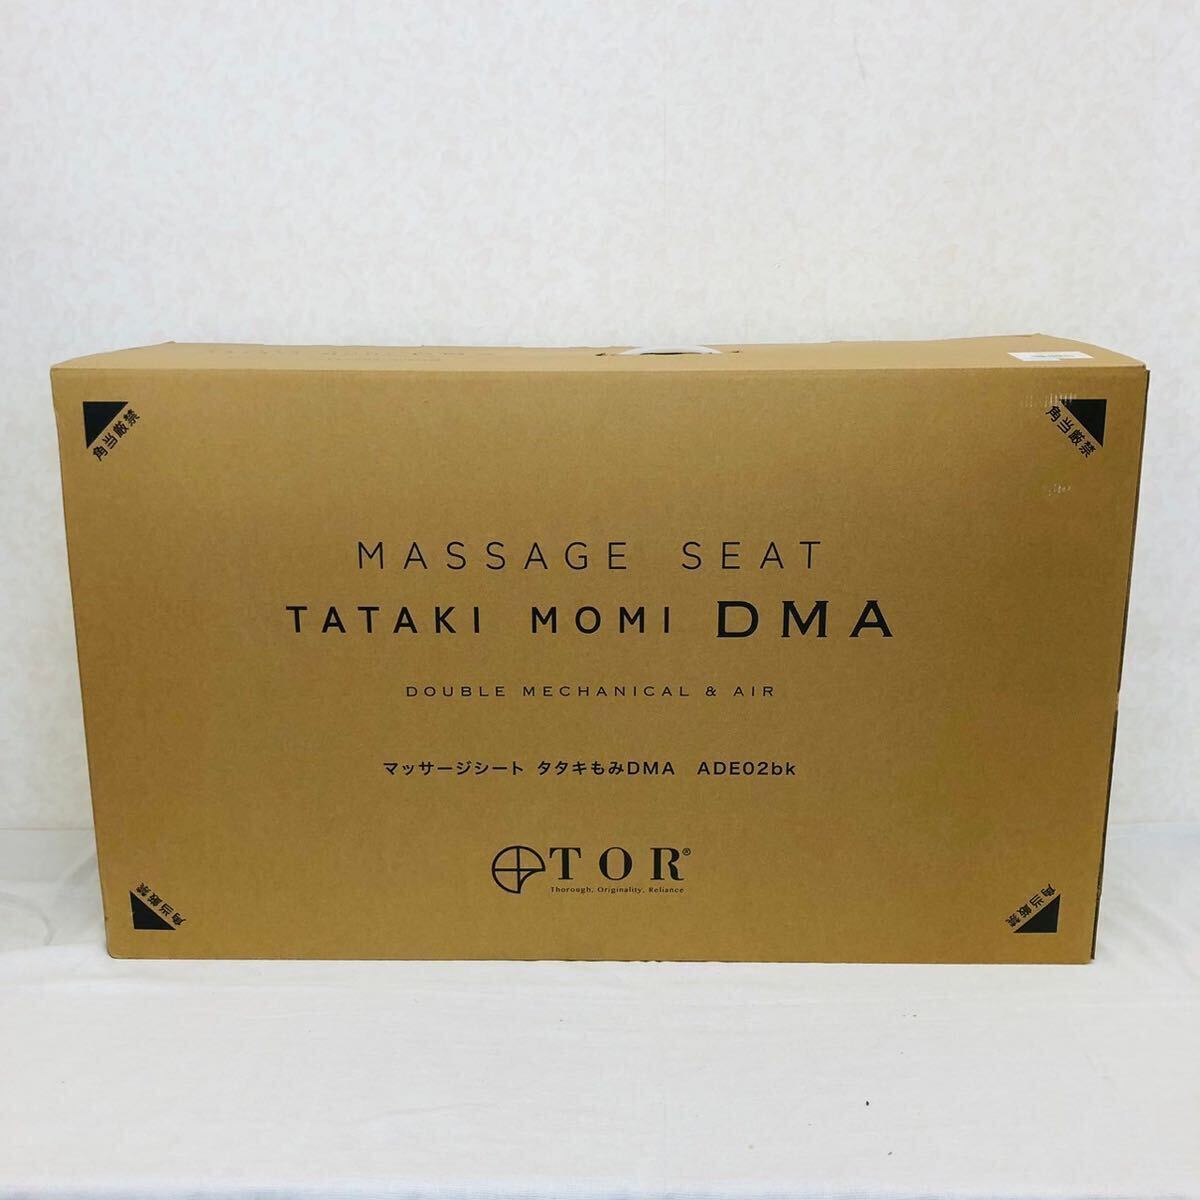 角当厳禁
角当厳禁
MASSAGE SEAT
TATAKI MOMI DMA
DOUBLE MECHANICAL & AIR
マッサージシート タタキもみDMA ADE02bk
TOR®
Thorough, Originality, Reliance
角当厳禁
角当厳禁